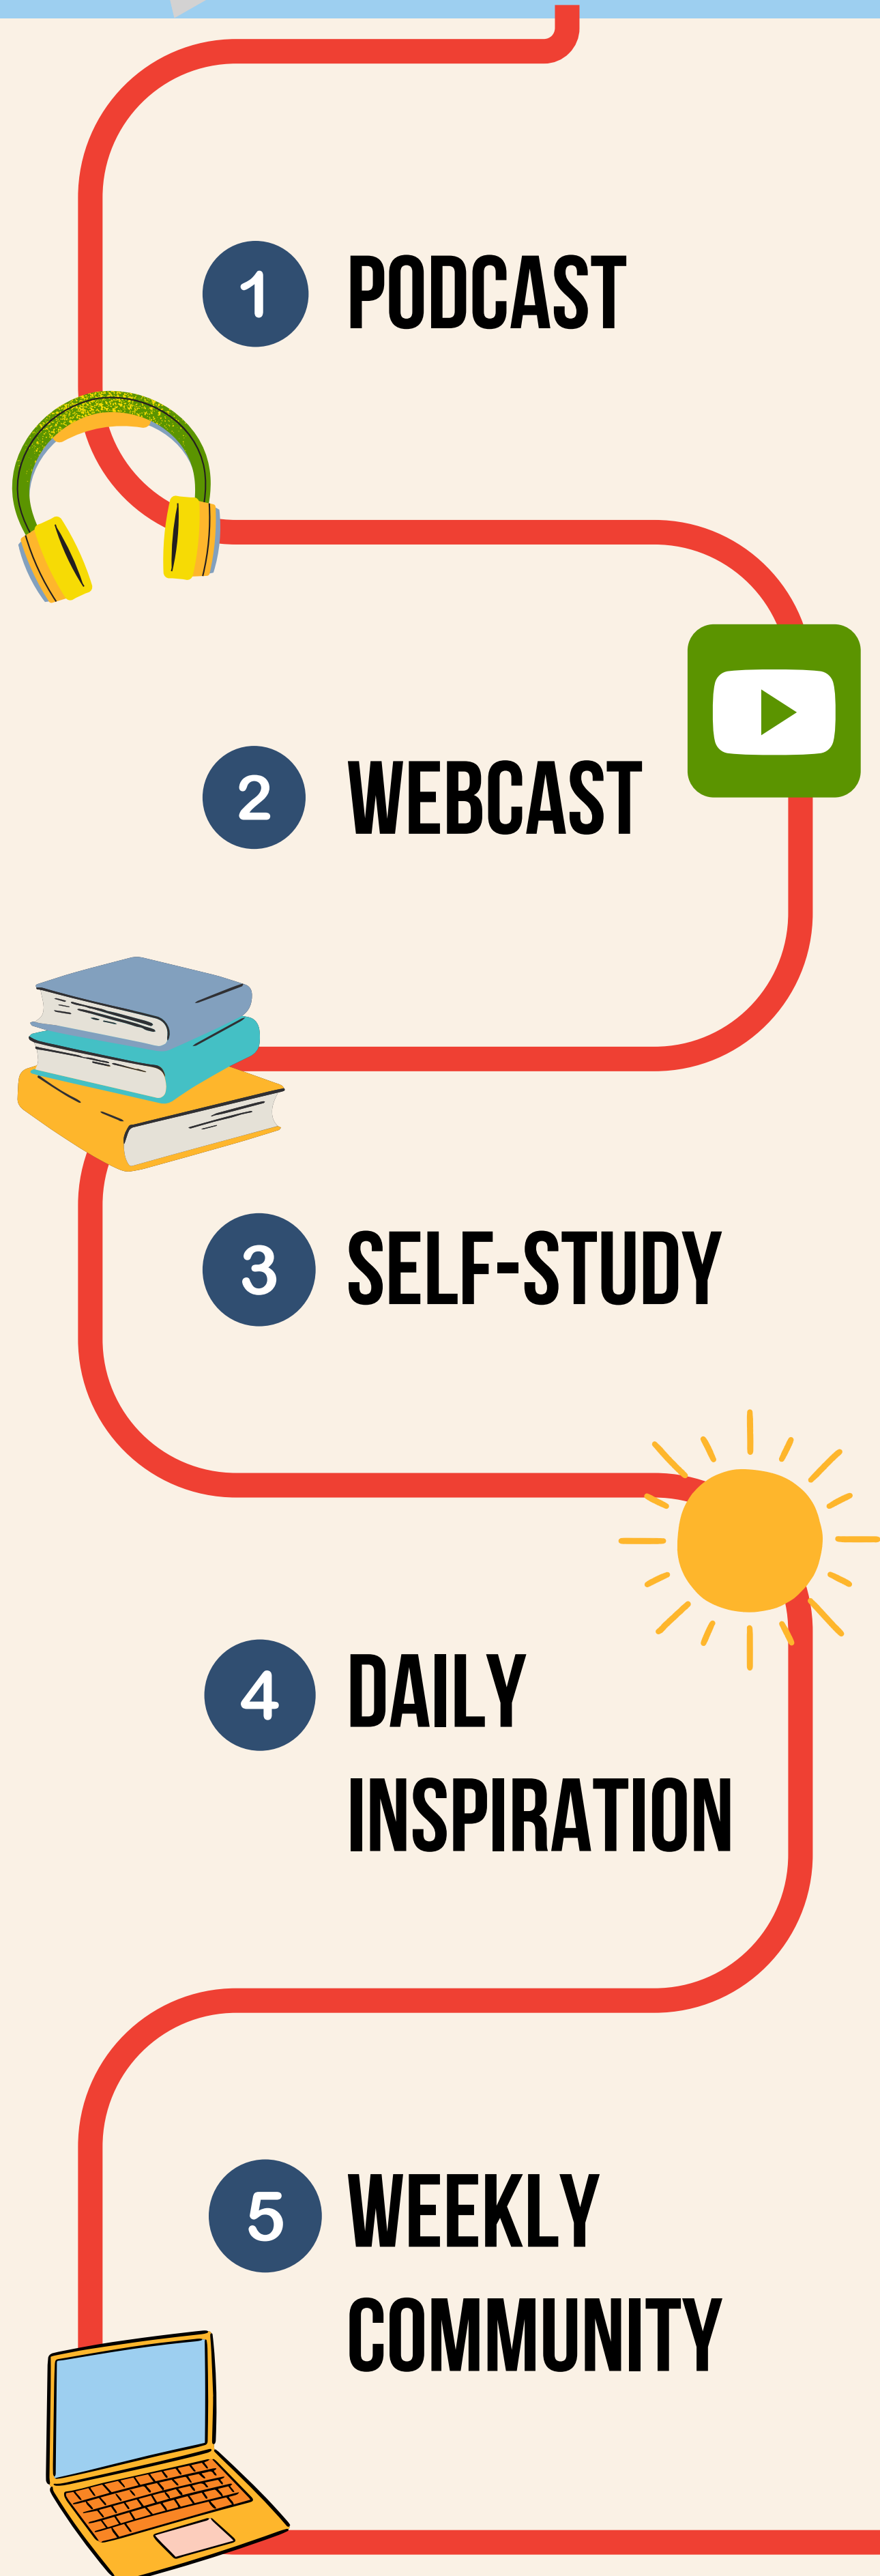 1 PODCAST
2 WEBCAST
3 SELF-STUDY
4 DAILY
INSPIRATION
5 WEEKLY
COMMUNITY